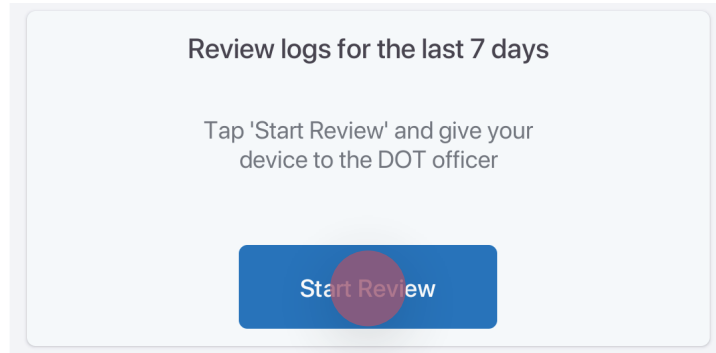 Review logs for the last 7 days
Tap 'Start Review' and give your
device to the DOT officer
Start Review